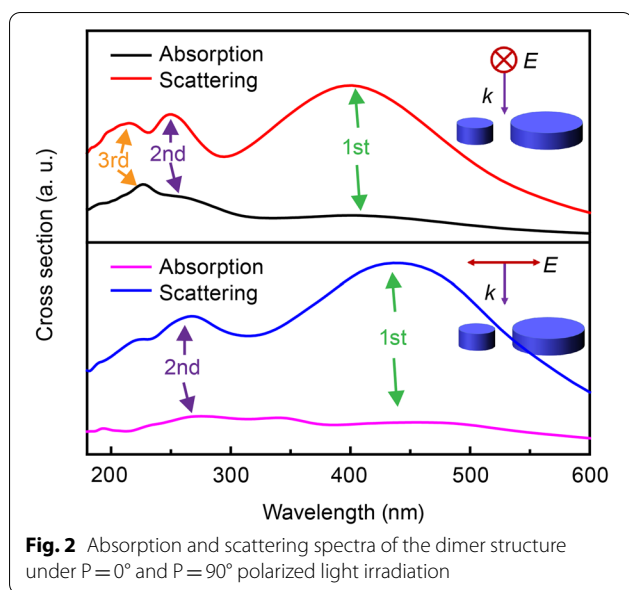 Absorption
Scattering
E
k
3rd
2nd
1st
Absorption
Scattering
E
k
2nd
1st
Cross section (a. u.)
200 300 400 500 600
Wavelength (nm)
Fig. 2 Absorption and scattering spectra of the dimer structure
under P = 0° and P = 90° polarized light irradiation